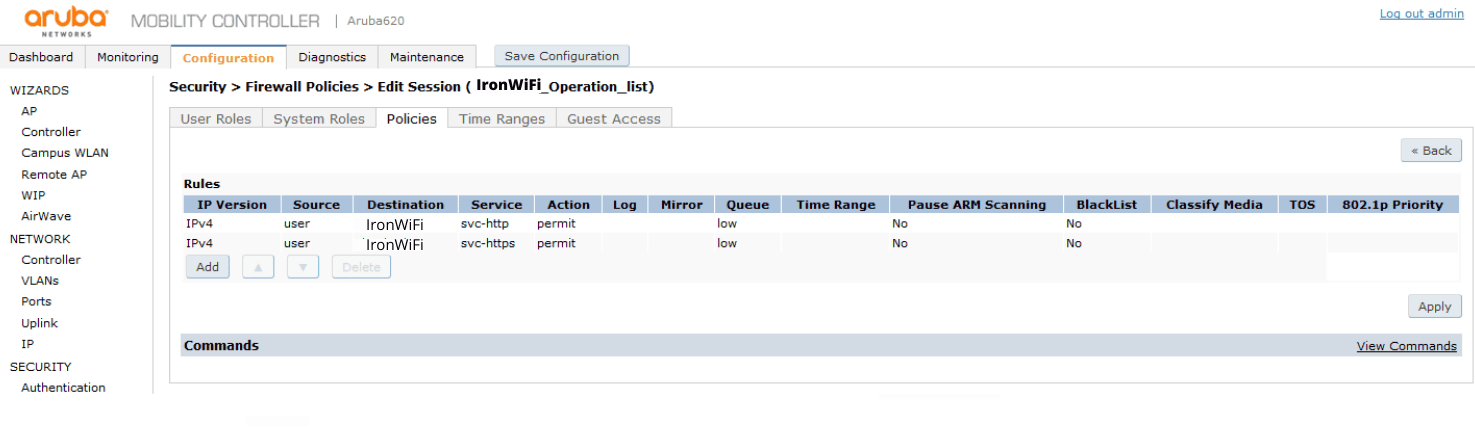 aruba NETWORKS MOBILITY CONTROLLER | Aruba620 Log out admin
Dashboard Monitoring Configuration Diagnostics Maintenance Save Configuration
WIZARDS
AP
Controller
Campus WLAN
Remote AP
WIP
AirWave
NETWORK
Controller
VLANs
Ports
Uplink
IP
SECURITY
Authentication
Security > Firewall Policies > Edit Session ( IronWiFi_Operation_list)
User Roles System Roles Policies Time Ranges Guest Access
« Back
Rules
IP Version Source Destination Service Action Log Mirror Queue Time Range Pause ARM Scanning BlackList Classify Media TOS 802.1p Priority
IPv4 user IronWiFi svc-http permit low No No
IPv4 user IronWiFi svc-https permit low No No
Add ▲ ▼ Delete
Apply
Commands View Commands